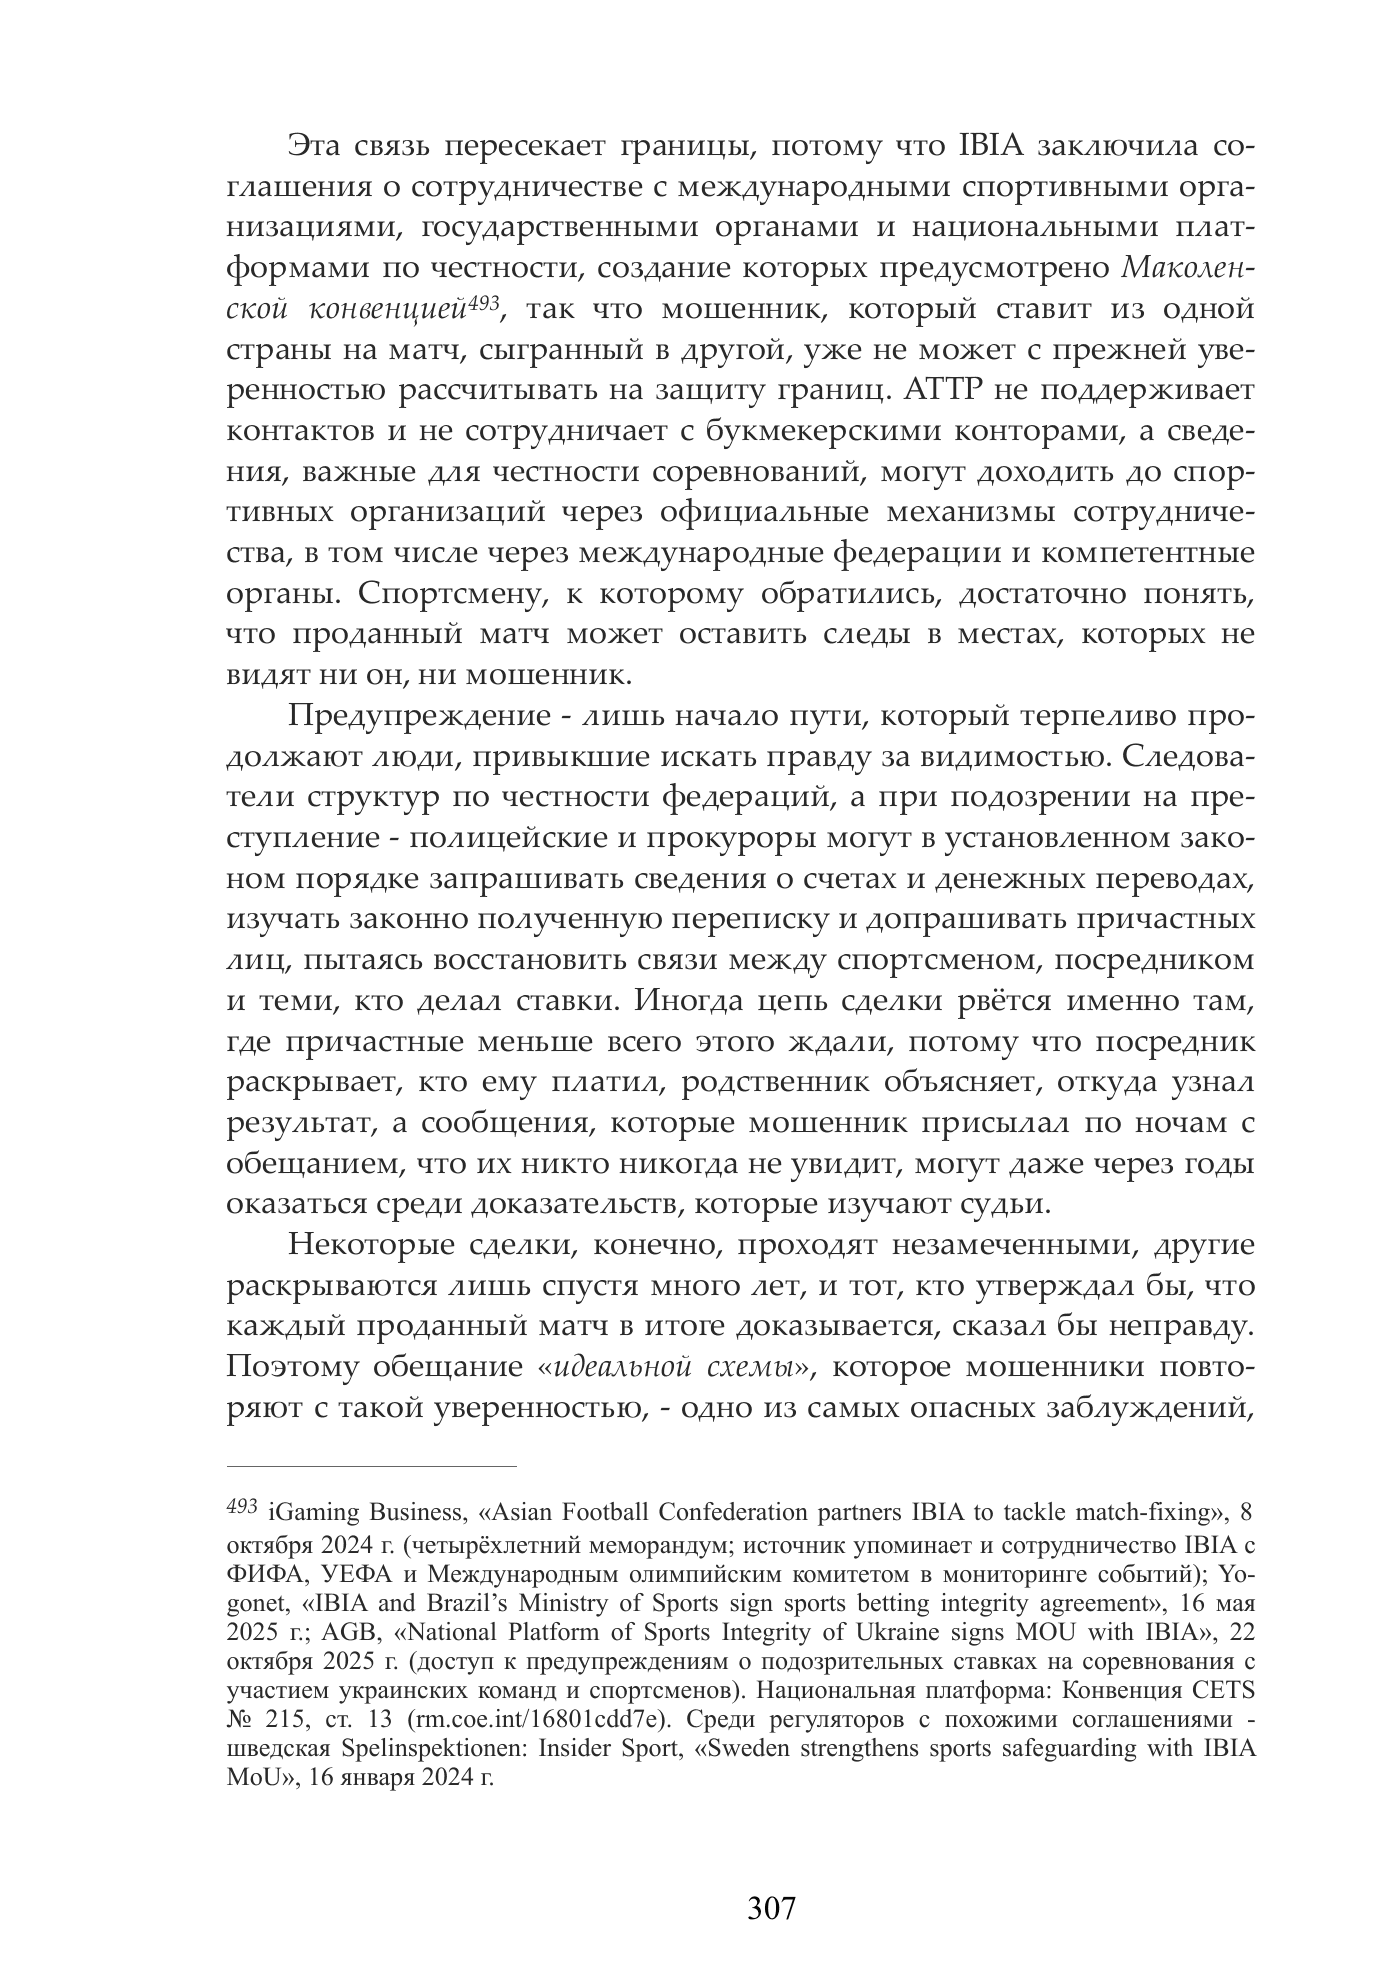 Эта связь пересекает границы, потому что IBIA заключила со-
глашения о сотрудничестве с международными спортивными орга-
низациями, государственными органами и национальными плат-
формами по честности, создание которых предусмотрено Маколен-
ской конвенцией493, так что мошенник, который ставит из одной
страны на матч, сыгранный в другой, уже не может с прежней уве-
ренностью рассчитывать на защиту границ. АТТР не поддерживает
контактов и не сотрудничает с букмекерскими конторами, а сведе-
ния, важные для честности соревнований, могут доходить до спор-
тивных организаций через официальные механизмы сотрудниче-
ства, в том числе через международные федерации и компетентные
органы. Спортсмену, к которому обратились, достаточно понять,
что проданный матч может оставить следы в местах, которых не
видят ни он, ни мошенник.
Предупреждение - лишь начало пути, который терпеливо про-
должают люди, привыкшие искать правду за видимостью. Следова-
тели структур по честности федераций, а при подозрении на пре-
ступление - полицейские и прокуроры могут в установленном зако-
ном порядке запрашивать сведения о счетах и денежных переводах,
изучать законно полученную переписку и допрашивать причастных
лиц, пытаясь восстановить связи между спортсменом, посредником
и теми, кто делал ставки. Иногда цепь сделки рвётся именно там,
где причастные меньше всего этого ждали, потому что посредник
раскрывает, кто ему платил, родственник объясняет, откуда узнал
результат, а сообщения, которые мошенник присылал по ночам с
обещанием, что их никто никогда не увидит, могут даже через годы
оказаться среди доказательств, которые изучают судьи.
Некоторые сделки, конечно, проходят незамеченными, другие
раскрываются лишь спустя много лет, и тот, кто утверждал бы, что
каждый проданный матч в итоге доказывается, сказал бы неправду.
Поэтому обещание «идеальной схемы», которое мошенники повто-
ряют с такой уверенностью, - одно из самых опасных заблуждений,
493 iGaming Business, «Asian Football Confederation partners IBIA to tackle match-fixing», 8
октября 2024 г. (четырёхлетний меморандум; источник упоминает и сотрудничество IBIA с
ФИФА, УЕФА и Международным олимпийским комитетом в мониторинге событий); Yo-
gonet, «IBIA and Brazil’s Ministry of Sports sign sports betting integrity agreement», 16 мая
2025 г.; AGB, «National Platform of Sports Integrity of Ukraine signs MOU with IBIA», 22
октября 2025 г. (доступ к предупреждениям о подозрительных ставках на соревнования с
участием украинских команд и спортсменов). Национальная платформа: Конвенция CETS
№ 215, ст. 13 (rm.coe.int/16801cdd7e). Среди регуляторов с похожими соглашениями -
шведская Spelinspektionen: Insider Sport, «Sweden strengthens sports safeguarding with IBIA
MoU», 16 января 2024 г.
307